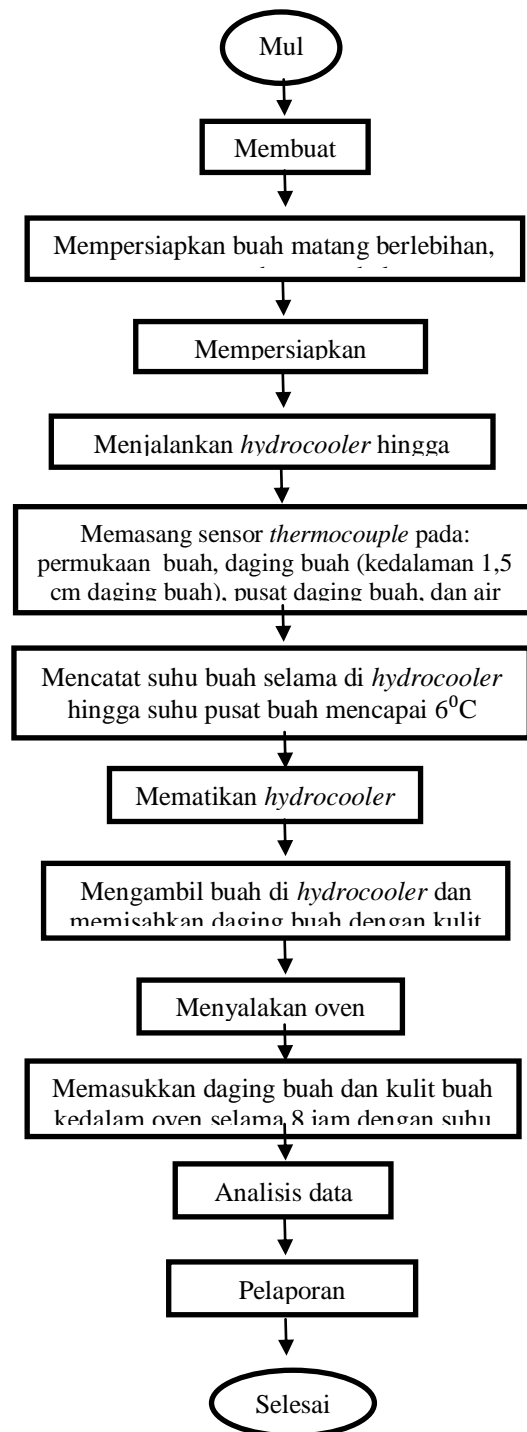 Mul
Membuat
Mempersiapkan buah matang berlebihan,
Mempersiapkan
Menjalankan hydrocooler hingga
Memasang sensor thermocouple pada:
permukaan buah, daging buah (kedalaman 1,5
cm daging buah), pusat daging buah, dan air
Mencatat suhu buah selama di hydrocooler
hingga suhu pusat buah mencapai 6⁰C
Mematikan hydrocooler
Mengambil buah di hydrocooler dan
memisahkan daging buah dengan kulit
Menyalakan oven
Memasukkan daging buah dan kulit buah
kedalam oven selama 8 jam dengan suhu
Analisis data
Pelaporan
Selesai